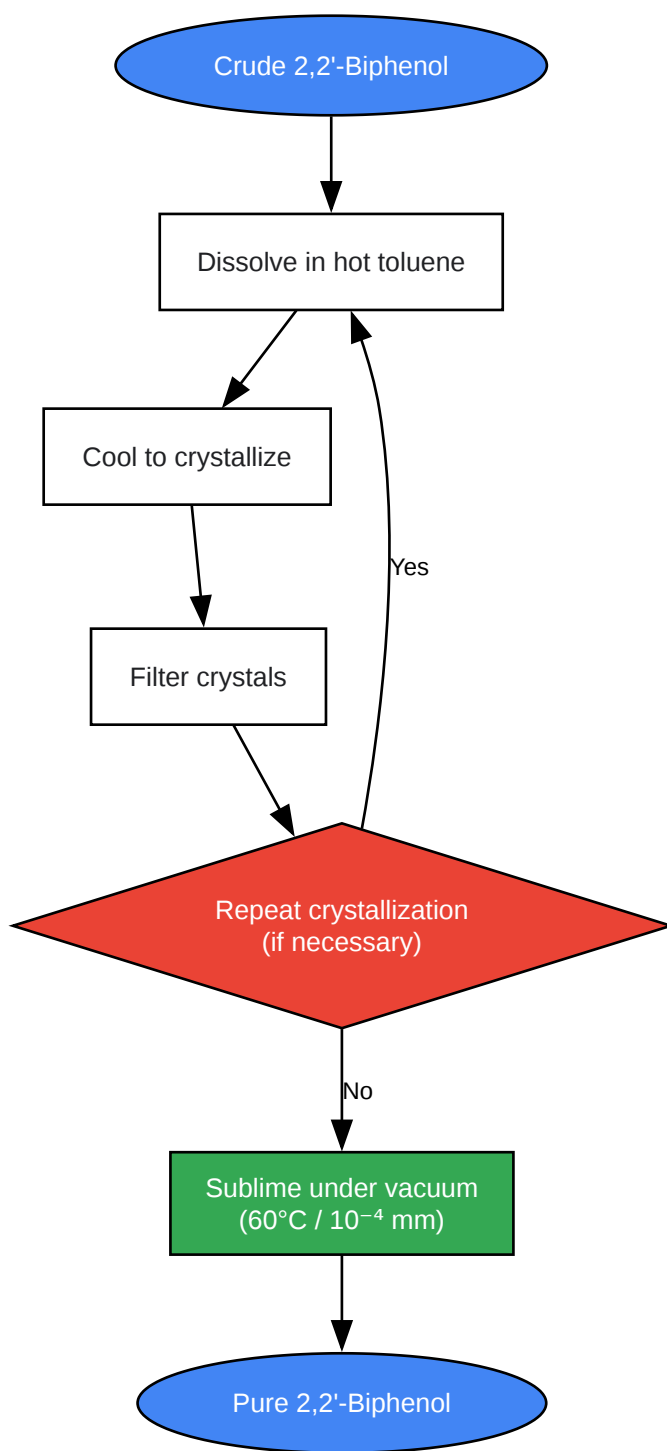 Crude 2,2'-Biphenol
Dissolve in hot toluene
Cool to crystallize
Yes
Filter crystals
Repeat crystallization
(if necessary)
No
Sublime under vacuum
(60°C / 10⁻⁴ mm)
Pure 2,2'-Biphenol